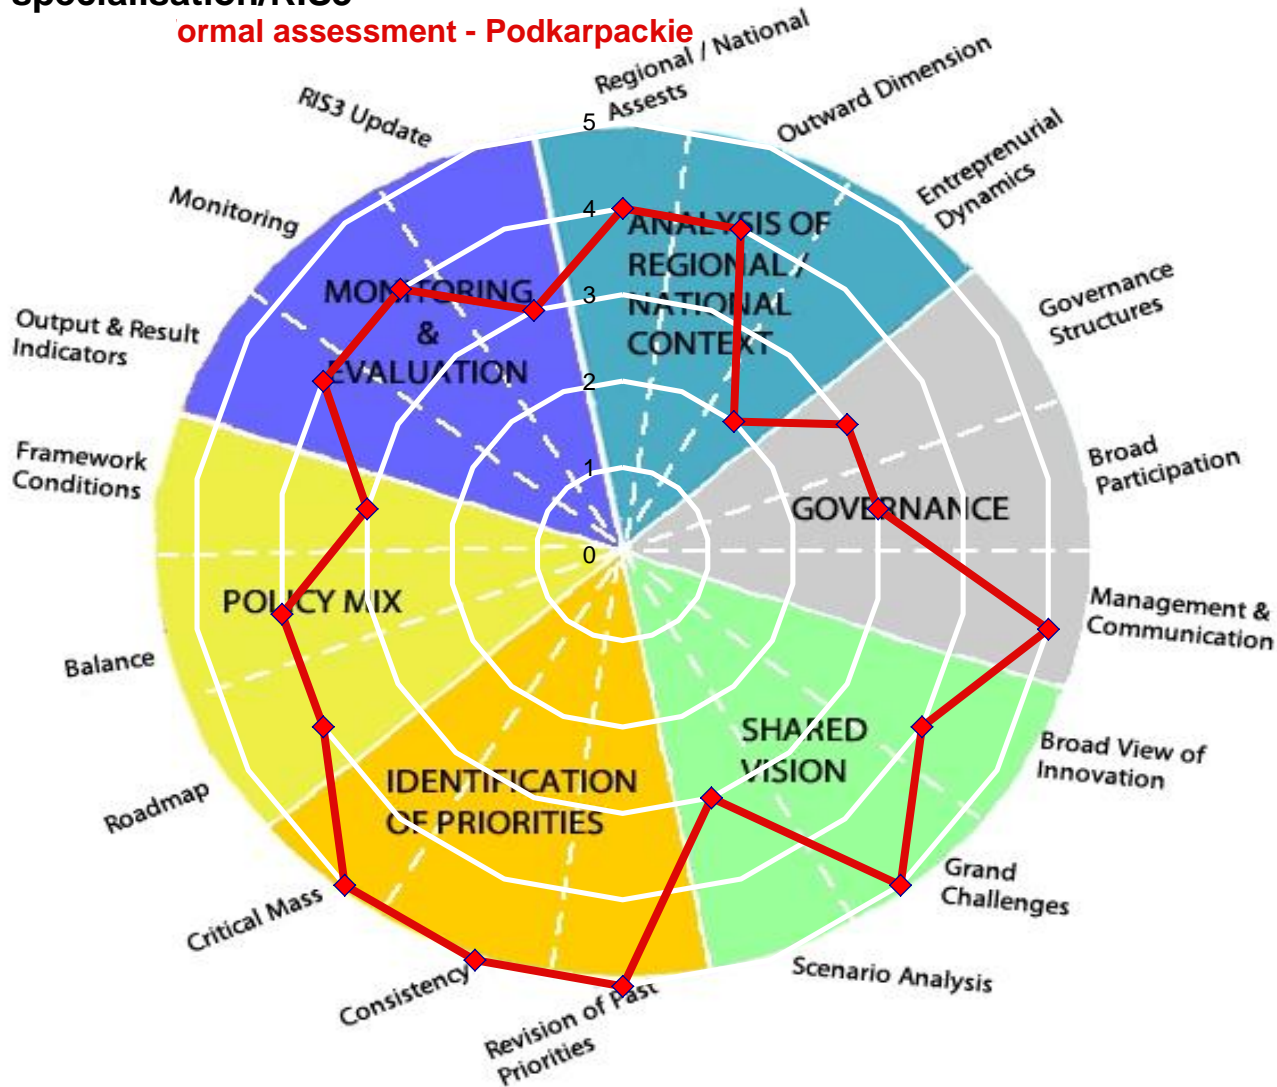 specialisation/RIS3
ormal assessment - Podkarpackie
Regional / National
Assests
Outward Dimension
Entreprenurial
Dynamics
Governance
Structures
Broad
Participation
Management &
Communication
Broad View of
Innovation
Grand
Challenges
Scenario Analysis
Revision of Past
Priorities
Consistency
Critical Mass
Roadmap
Balance
Framework
Conditions
Output & Result
Indicators
Monitoring
RIS3 Update
5
4
3
2
1
0
ANALYSIS OF
REGIONAL /
NATIONAL
CONTEXT
GOVERNANCE
SHARED
VISION
IDENTIFICATION
OF PRIORITIES
POLICY MIX
MONITORING
&
EVALUATION